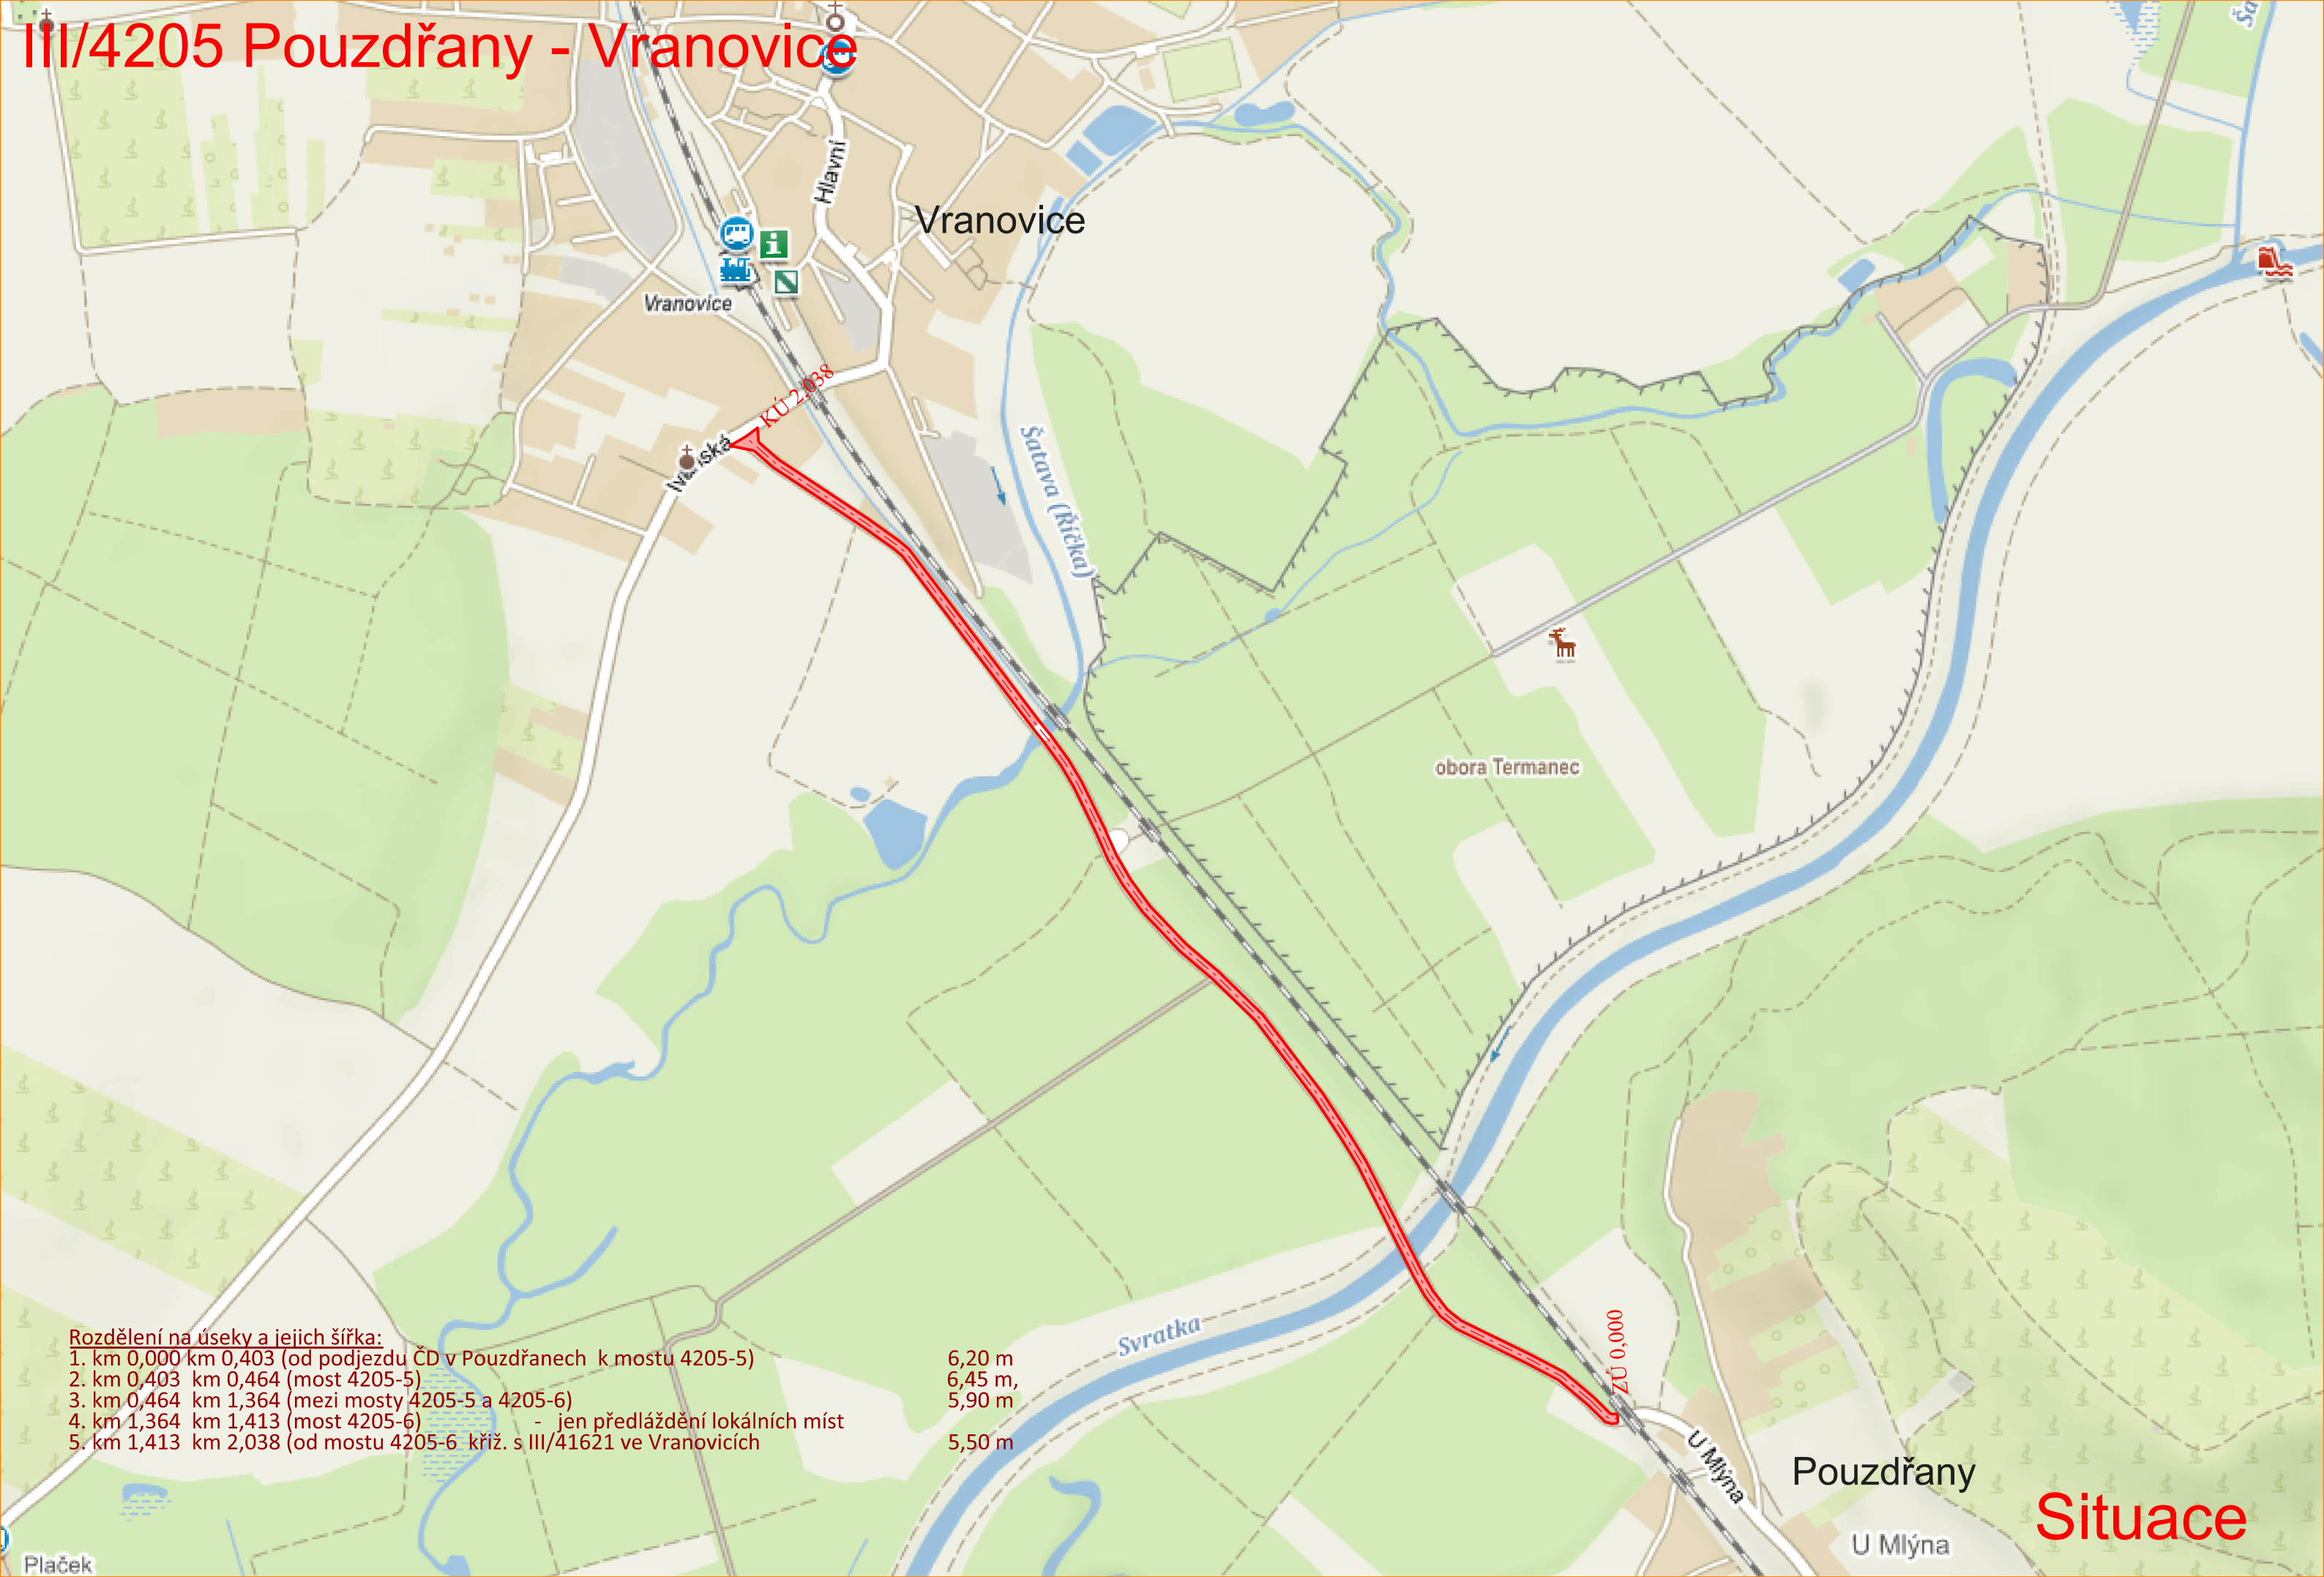 III/4205 Pouzdřany - Vranovice
Hlavní
Vranovice
Vranovice
KÚ 2,038
Šatava (Říčka)
obora Termanec
Svratka
ZÚ 0,000
Rozdělení na úseky a jejich šířka:
1. km 0,000 km 0,403 (od podjezdu ČD v Pouzdřanech k mostu 4205-5) 6,20 m
2. km 0,403 km 0,464 (most 4205-5) 6,45 m,
3. km 0,464 km 1,364 (mezi mosty 4205-5 a 4205-6) 5,90 m
4. km 1,364 km 1,413 (most 4205-6) - jen předláždění lokálních míst
5. km 1,413 km 2,038 (od mostu 4205-6 křiž. s III/41621 ve Vranovicích 5,50 m
U Mlýna
Pouzdřany
Situace
U Mlýna
Plaček